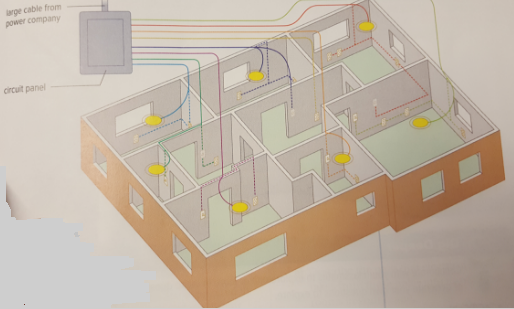 large cable from
power company
circuit panel